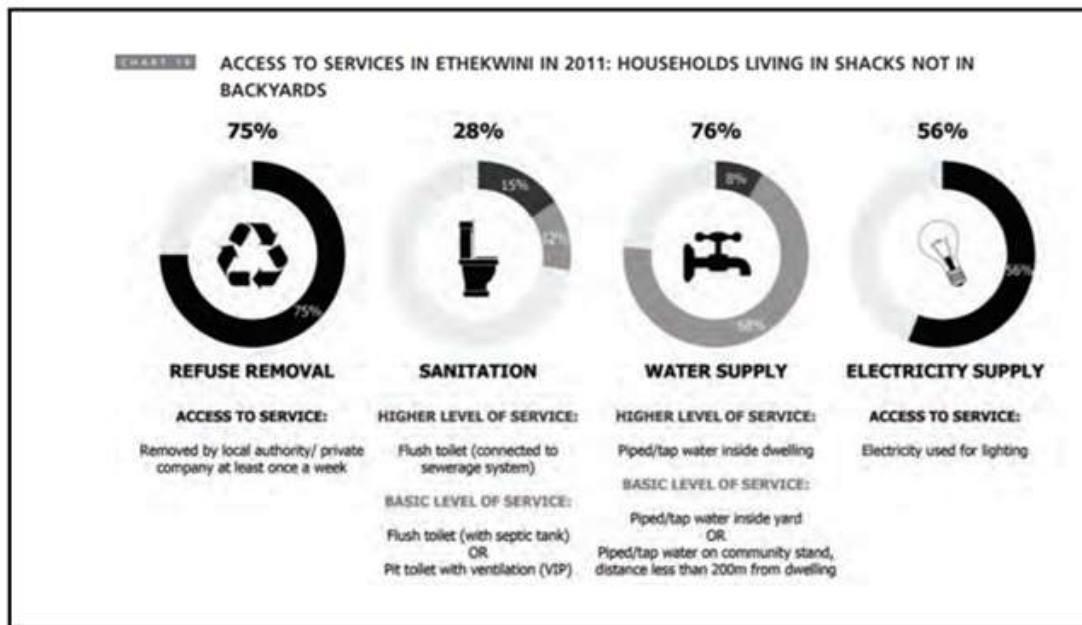 CHART 19
ACCESS TO SERVICES IN ETHEKWINI IN 2011: HOUSEHOLDS LIVING IN SHACKS NOT IN
BACKYARDS
75%
75%
REFUSE REMOVAL
ACCESS TO SERVICE:
Removed by local authority/ private
company at least once a week
28%
15%
12%
SANITATION
HIGHER LEVEL OF SERVICE:
Flush toilet (connected to
sewerage system)
BASIC LEVEL OF SERVICE:
Flush toilet (with septic tank)
OR
Pit toilet with ventilation (VIP)
76%
8%
68%
WATER SUPPLY
HIGHER LEVEL OF SERVICE:
Piped/tap water inside dwelling
BASIC LEVEL OF SERVICE:
Piped/tap water inside yard
OR
Piped/tap water on community stand,
distance less than 200m from dwelling
56%
56%
ELECTRICITY SUPPLY
ACCESS TO SERVICE:
Electricity used for lighting